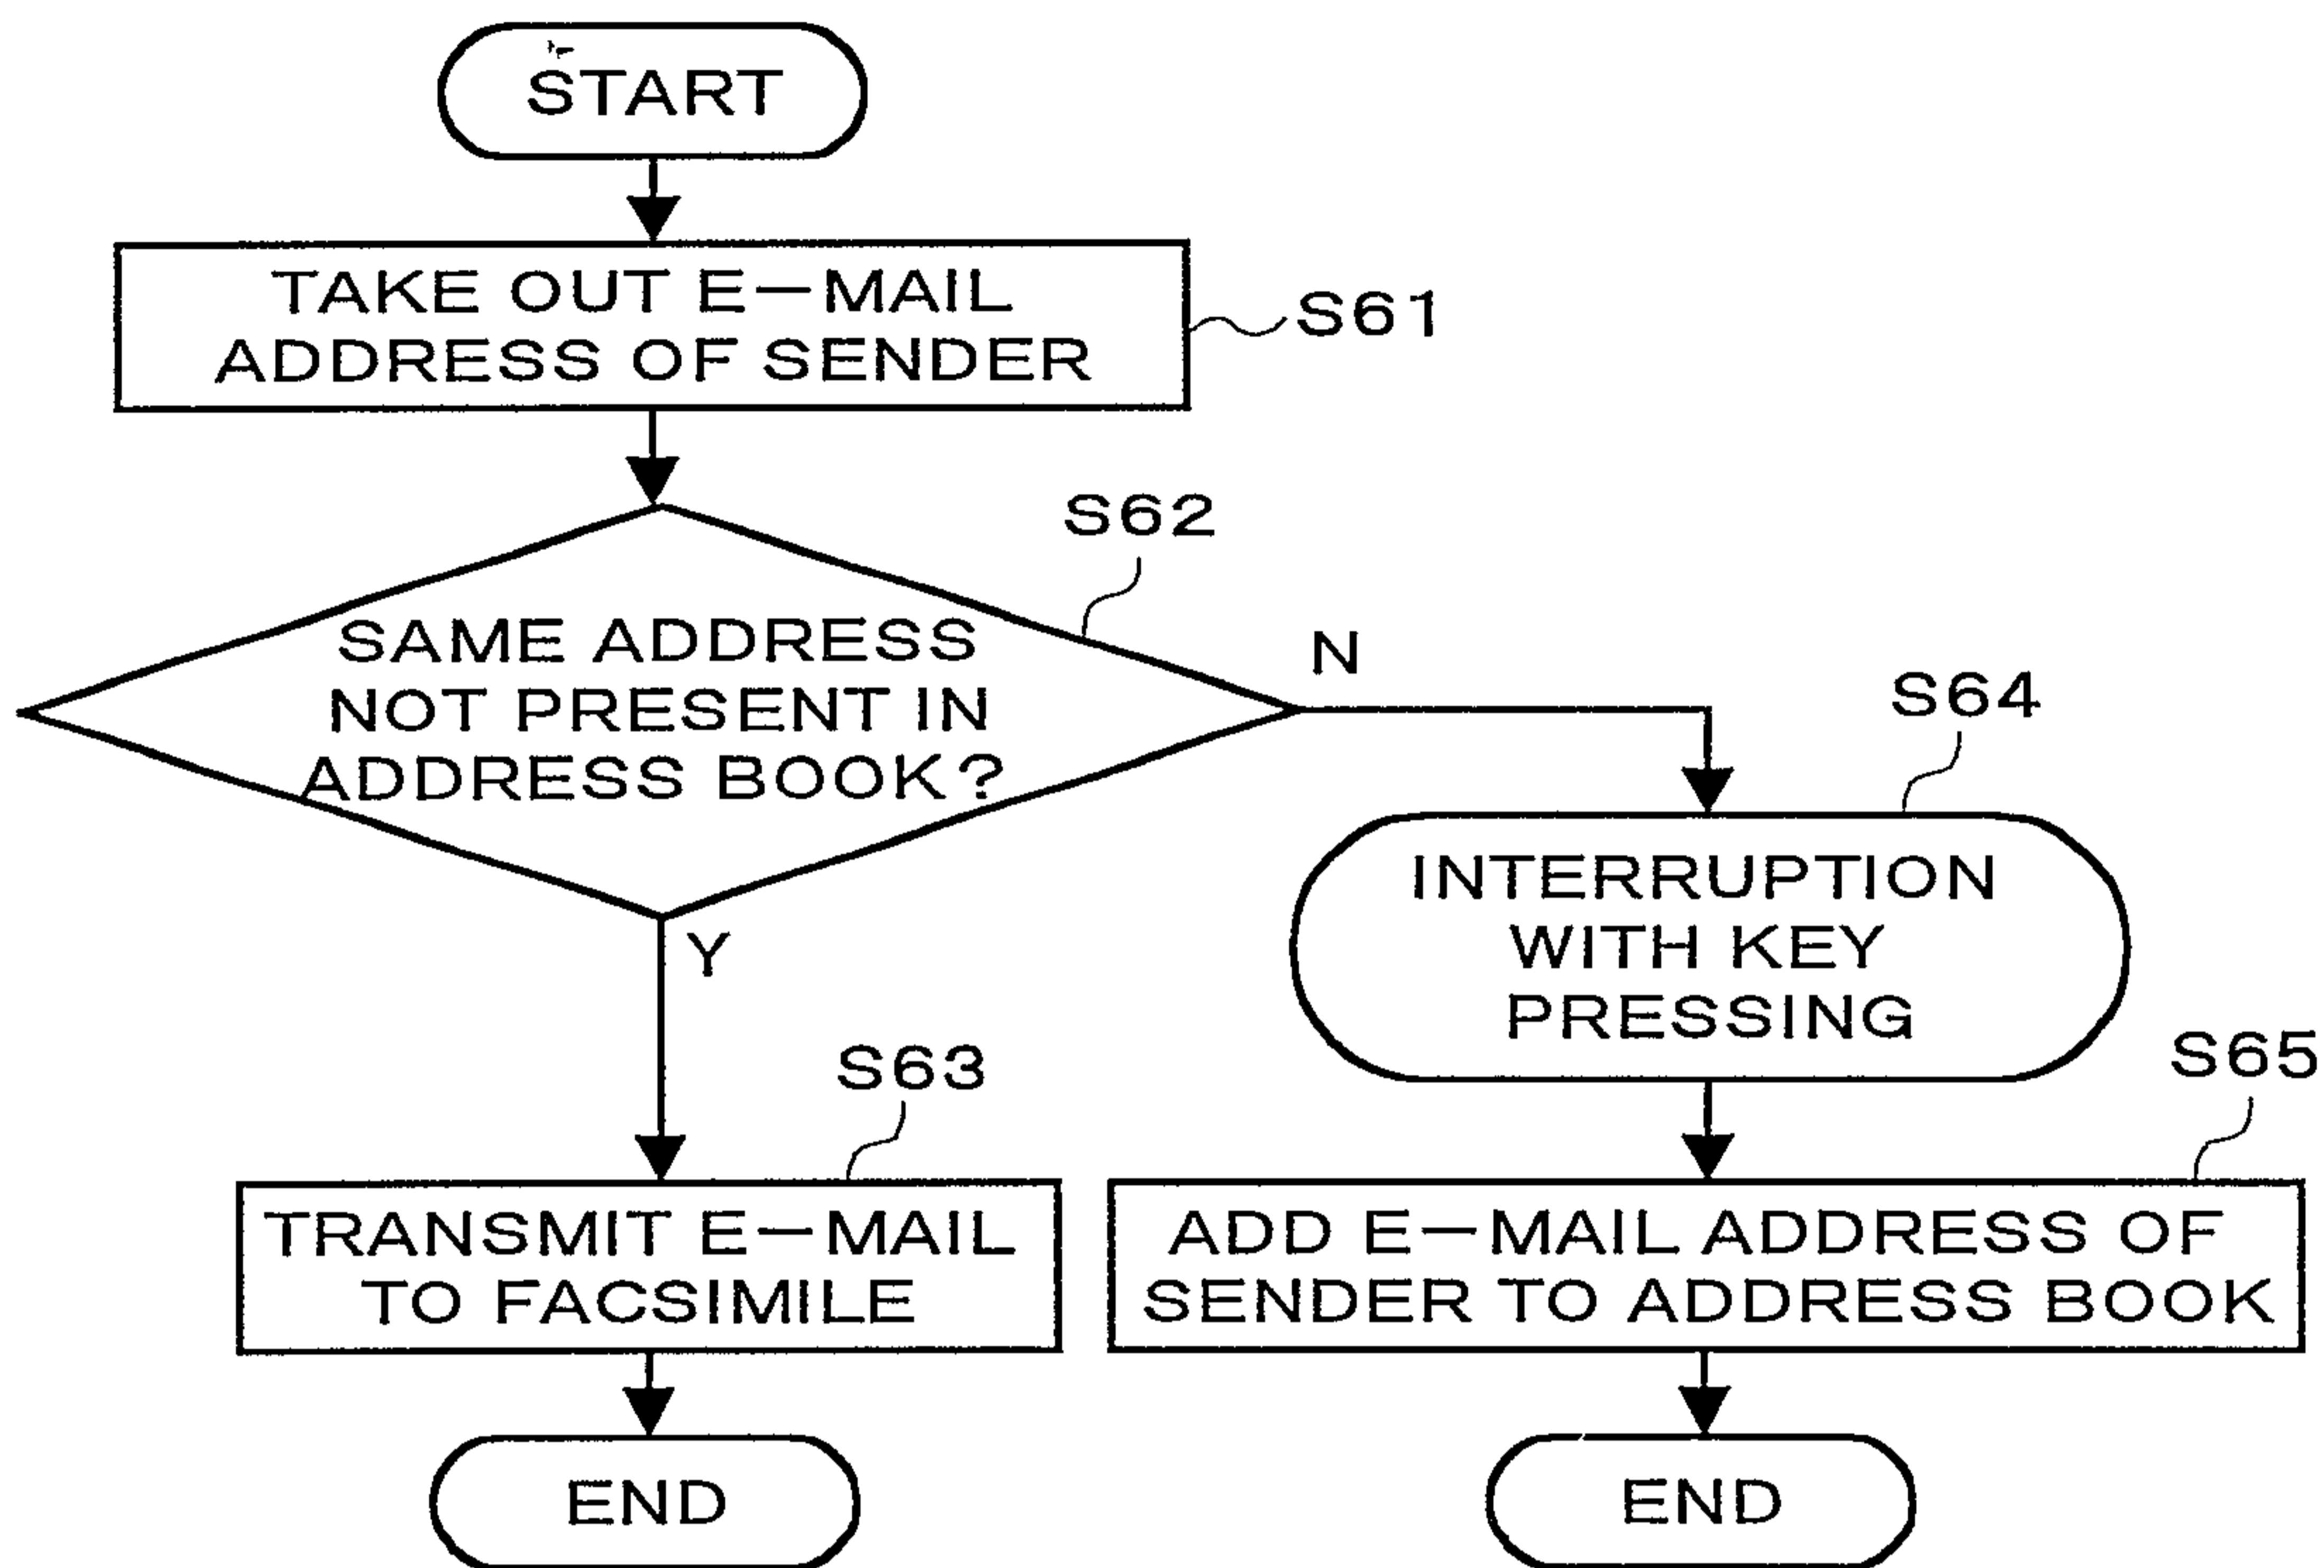 START
TAKE OUT E-MAIL
ADDRESS OF SENDER
S61
S62
SAME ADDRESS
NOT PRESENT IN
ADDRESS BOOK?
N
Y
S64
INTERRUPTION
WITH KEY
PRESSING
S63
TRANSMIT E-MAIL
TO FACSIMILE
S65
ADD E-MAIL ADDRESS OF
SENDER TO ADDRESS BOOK
END
END